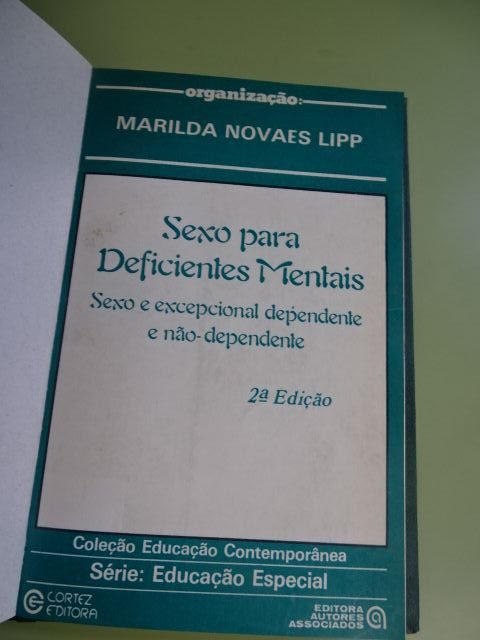 organização:
MARILDA NOVAES LIPP
Sexo para
Deficientes Mentais
Sexo e excepcional dependente
e não-dependente
2ª Edição
Coleção Educação Contemporânea
Série: Educação Especial
CORTEZ
EDITORA
EDITORA
AUTORES
ASSOCIADOS